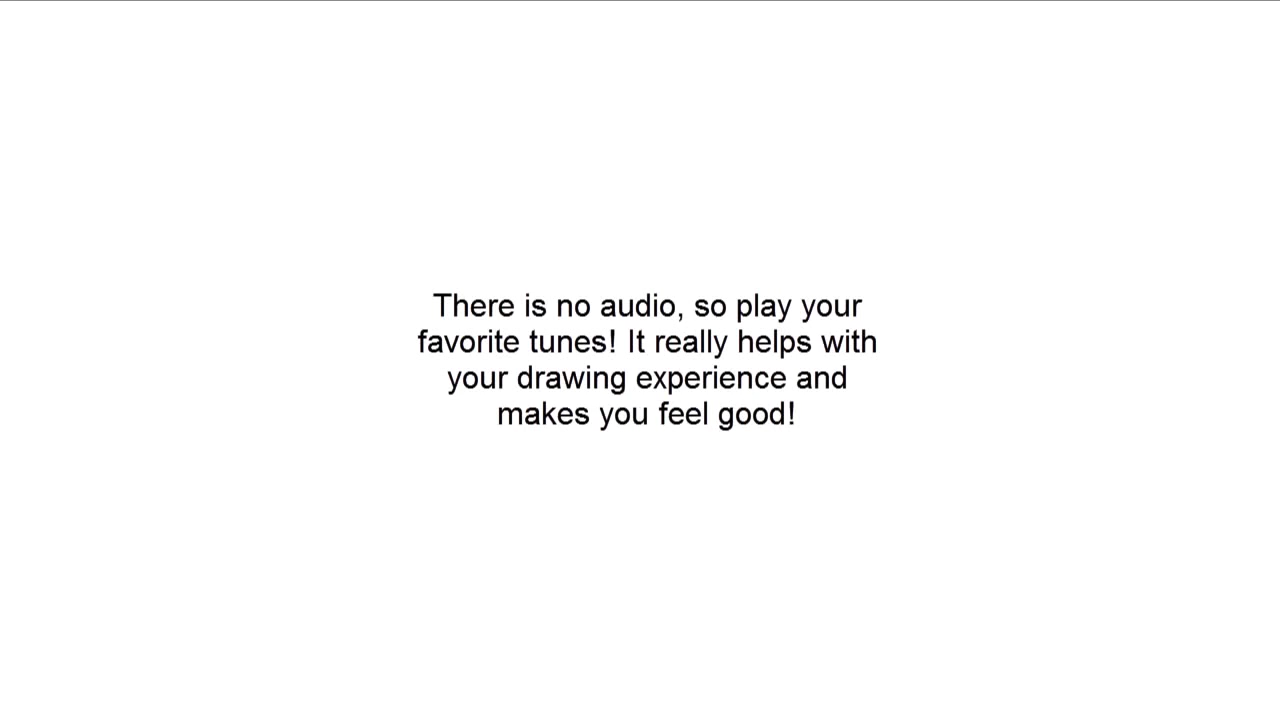 There is no audio, so play your
favorite tunes! It really helps with
your drawing experience and
makes you feel good!